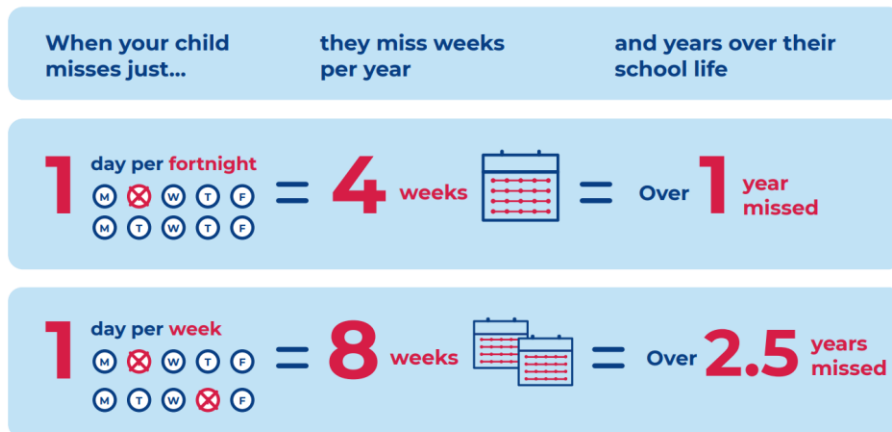 When your child
misses just...
they miss weeks
per year
and years over their
school life
1 day per fortnight
M T W T F
M T W T F
= 4 weeks = Over 1 year
missed
1 day per week
M T W T F
M T W T F
= 8 weeks = Over 2.5 years
missed